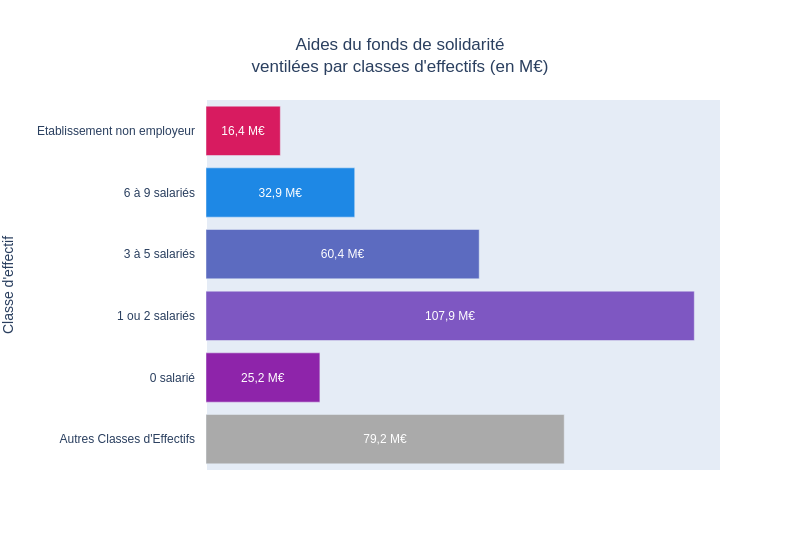 Aides du fonds de solidarité
ventilées par classes d'effectifs (en M€)
Classe d'effectif
Etablissement non employeur
16,4 M€
6 à 9 salariés
32,9 M€
3 à 5 salariés
60,4 M€
1 ou 2 salariés
107,9 M€
0 salarié
25,2 M€
Autres Classes d'Effectifs
79,2 M€